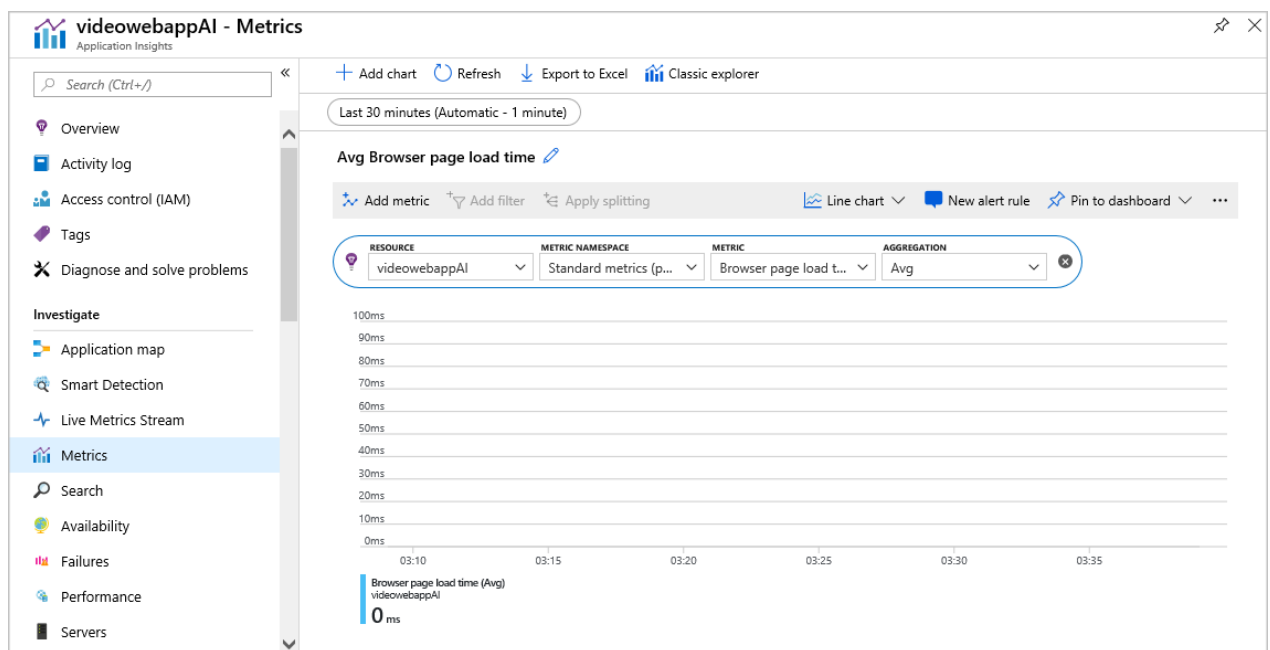 videowebappAI - Metrics
Application Insights
Search (Ctrl+/)
«
Overview
Activity log
Access control (IAM)
Tags
Diagnose and solve problems
Investigate
Application map
Smart Detection
Live Metrics Stream
Metrics
Search
Availability
Failures
Performance
Servers
Add chart Refresh Export to Excel Classic explorer
Last 30 minutes (Automatic - 1 minute)
Avg Browser page load time
Add metric Add filter Apply splitting Line chart New alert rule Pin to dashboard ...
RESOURCE METRIC NAMESPACE METRIC AGGREGATION
videowebappAI Standard metrics (p... Browser page load t... Avg
100ms
90ms
80ms
70ms
60ms
50ms
40ms
30ms
20ms
10ms
0ms
03:10 03:15 03:20 03:25 03:30 03:35
Browser page load time (Avg)
videowebappAI
0 ms